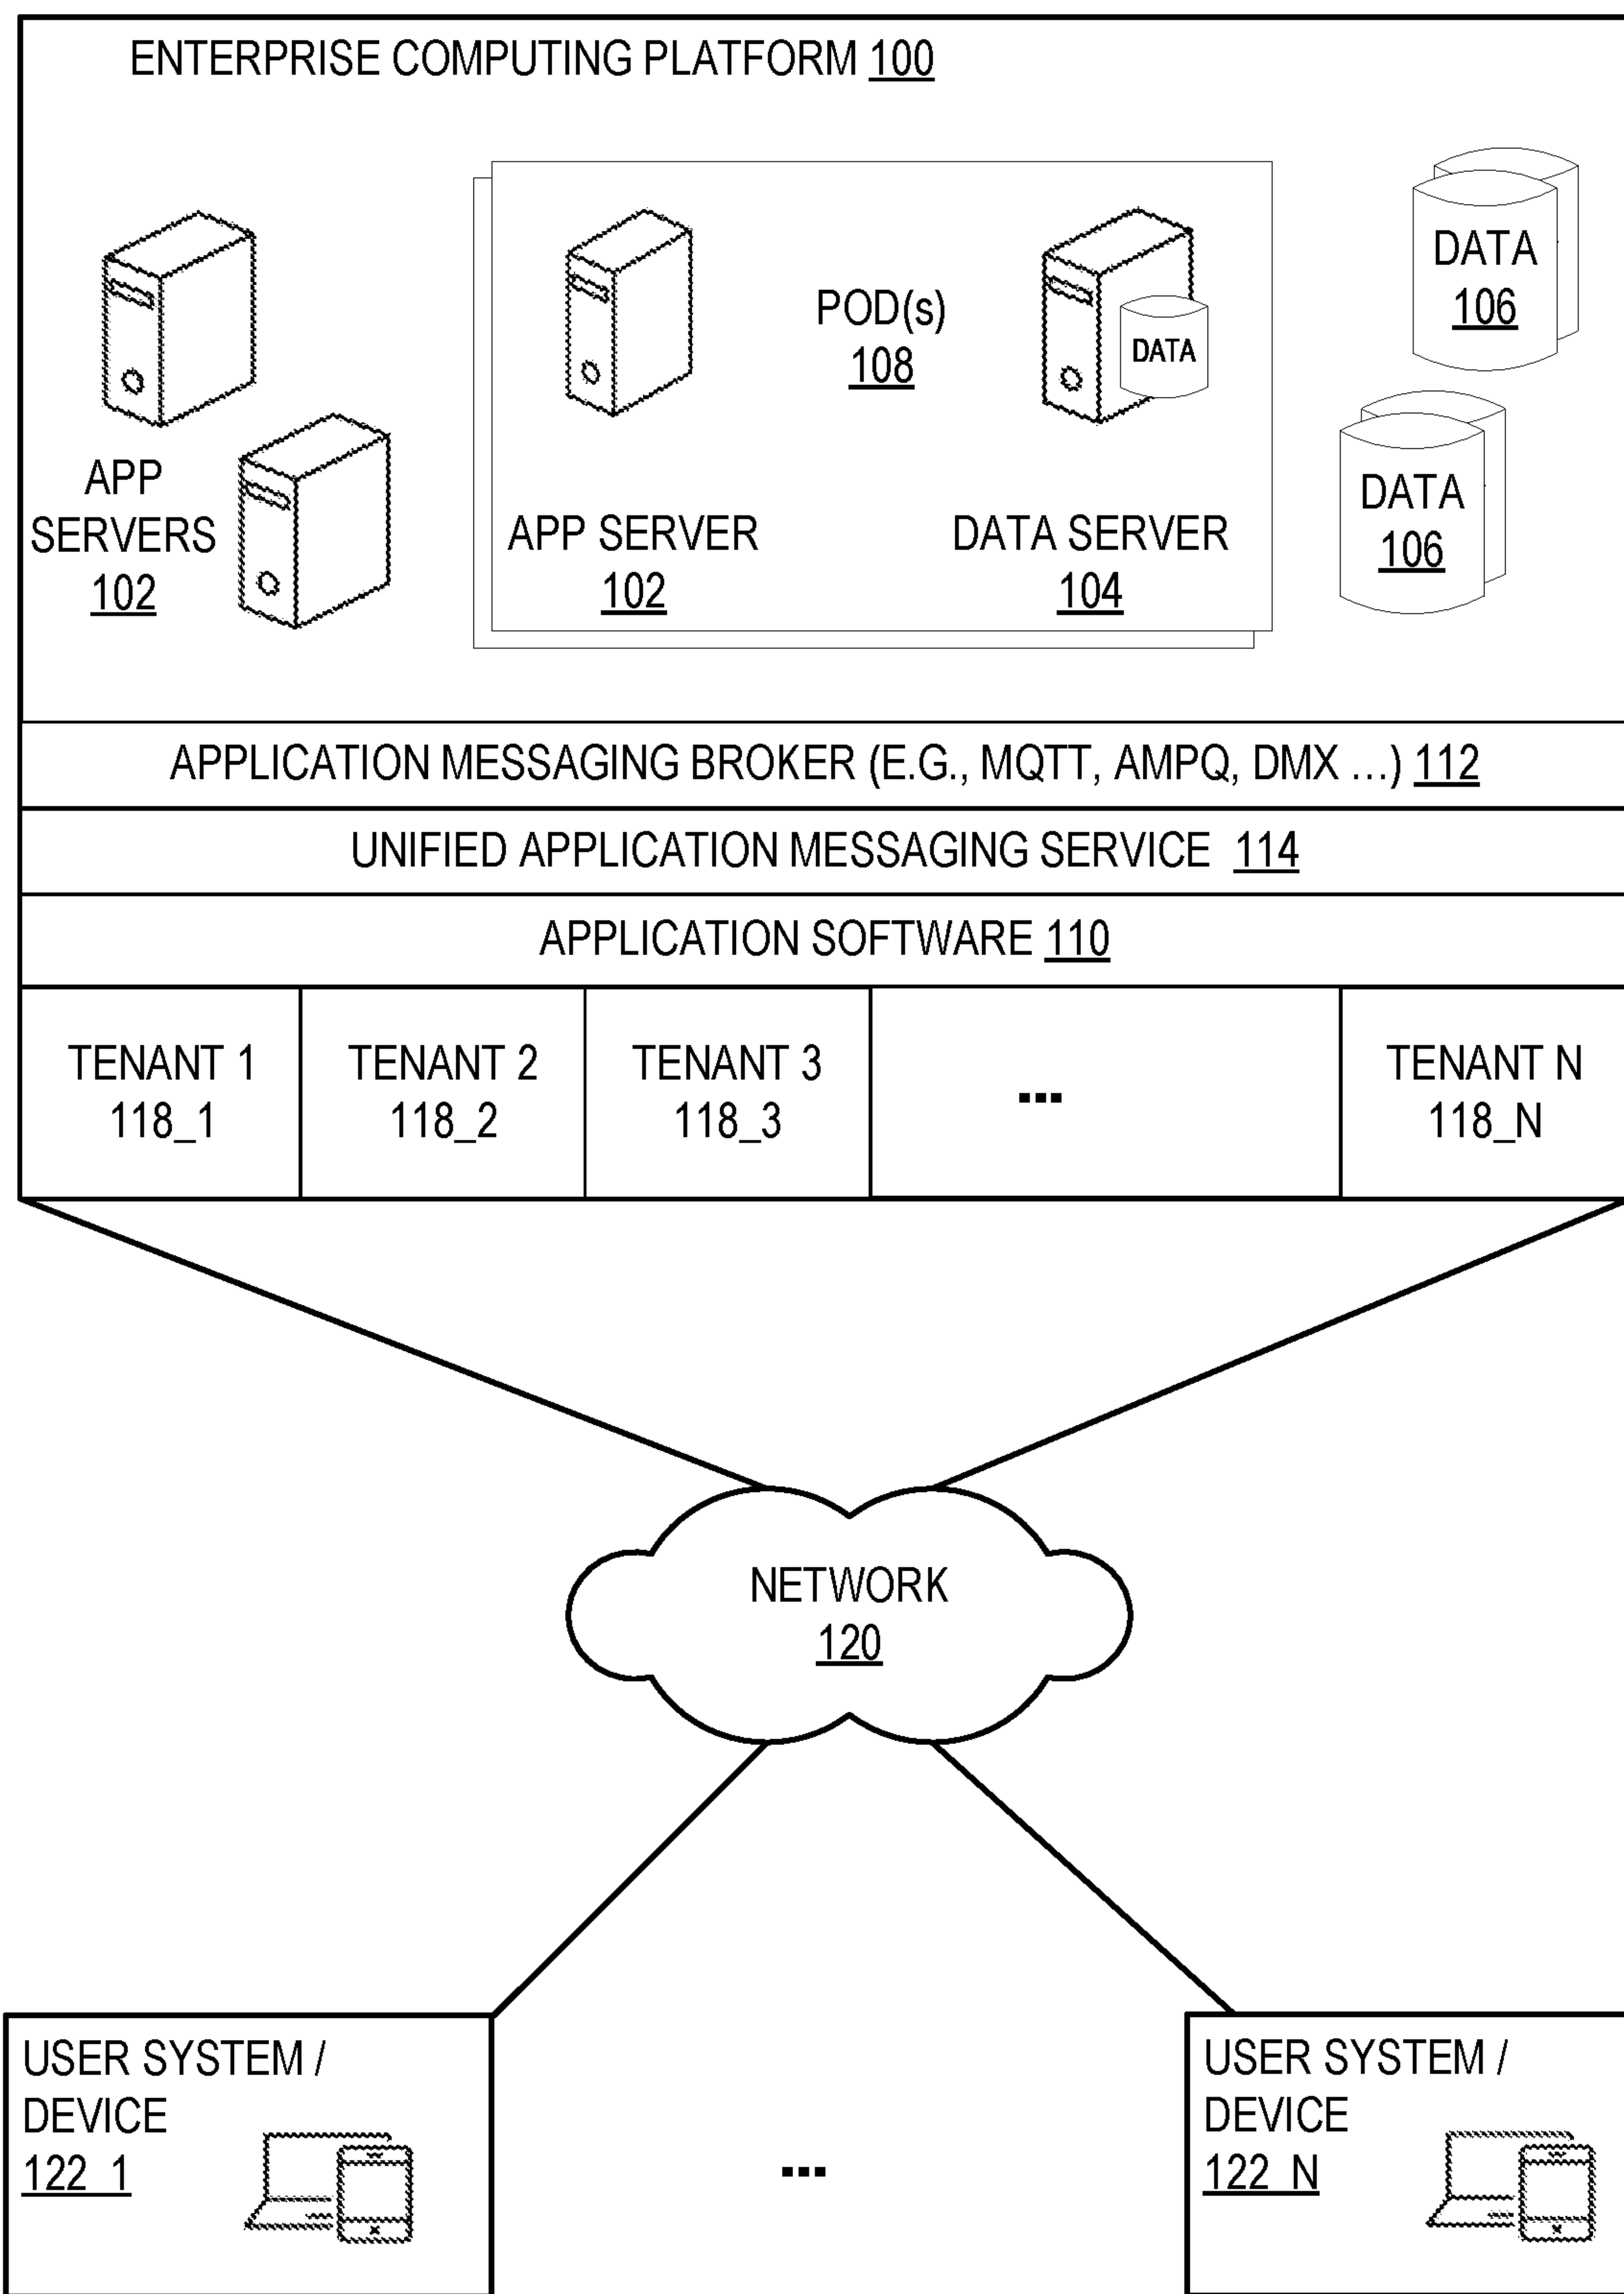 ENTERPRISE COMPUTING PLATFORM 100
APP
SERVERS
102
POD(s)
108
APP SERVER
102
DATA
DATA SERVER
104
DATA
106
DATA
106
APPLICATION MESSAGING BROKER (E.G., MQTT, AMPQ, DMX ...) 112
UNIFIED APPLICATION MESSAGING SERVICE 114
APPLICATION SOFTWARE 110
TENANT 1
118_1
TENANT 2
118_2
TENANT 3
118_3
...
TENANT N
118_N
NETWORK
120
USER SYSTEM /
DEVICE
122_1
...
USER SYSTEM /
DEVICE
122_N